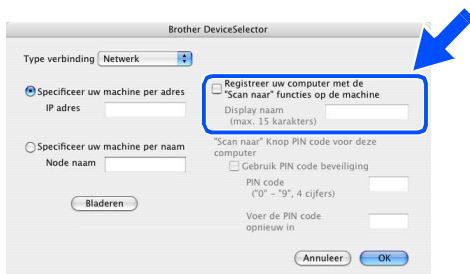 Brother DeviceSelector
Type verbinding Netwerk
Specificeer uw machine per adres
IP adres
Specificeer uw machine per naam
Node naam
Bladeren
Registreer uw computer met de
"Scan naar" functies op de machine
Display naam
(max. 15 karakters)
"Scan naar" Knop PIN code voor deze
computer
Gebruik PIN code beveiliging
PIN code
("0" – "9", 4 cijfers)
Voer de PIN code
opnieuw in
Annuleer OK